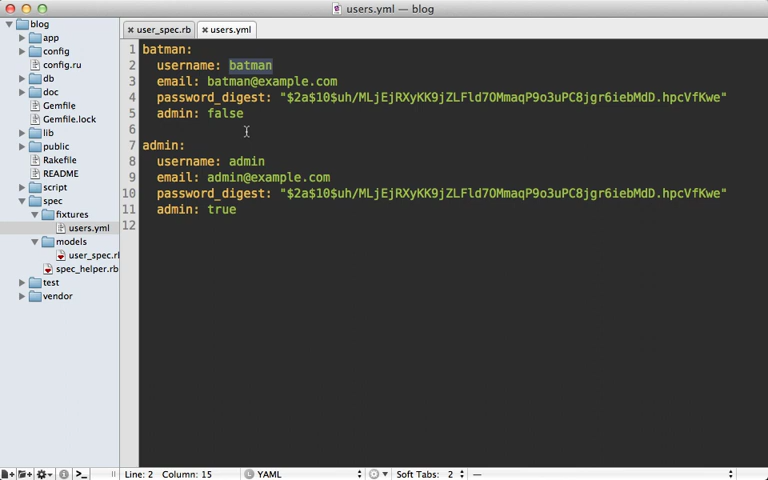 users.yml — blog
blog
app
config
config.ru
db
doc
Gemfile
Gemfile.lock
lib
public
Rakefile
README
script
spec
fixtures
users.yml
models
user_spec.rl
spec_helper.rb
test
vendor
user_spec.rb
users.yml
1 batman:
2 username: batman
3 email: batman@example.com
4 password_digest: "$2a$10$uh/MLjEjRXyKK9jZLFld7OMmaqP9o3uPC8jgr6iebMdD.hpcVfKwe"
5 admin: false
6
7 admin:
8 username: admin
9 email: admin@example.com
10 password_digest: "$2a$10$uh/MLjEjRXyKK9jZLFld7OMmaqP9o3uPC8jgr6iebMdD.hpcVfKwe"
11 admin: true
12
Line: 2 Column: 15
YAML
Soft Tabs: 2
—